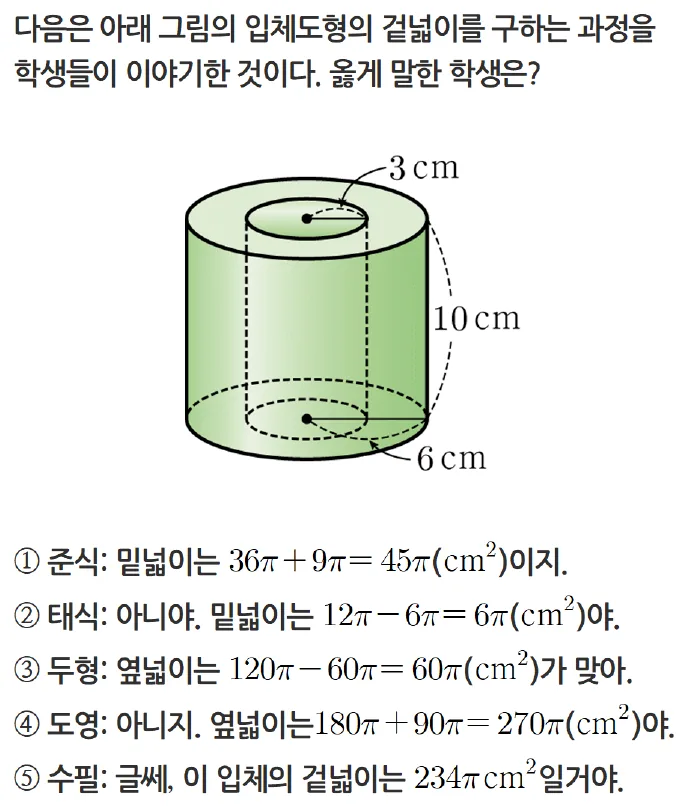 다음은 아래 그림의 입체도형의 겉넓이를 구하는 과정을
학생들이 이야기한 것이다. 옳게 말한 학생은?
3 cm
10 cm
6 cm
① 준식: 밑넓이는 36π+9π= 45π(cm²)이지.
② 태식: 아니야. 밑넓이는 12π-6π= 6π(cm²)야.
③ 두형: 옆넓이는 120π-60π= 60π(cm²)가 맞아.
④ 도영: 아니지. 옆넓이는180π+90π= 270π(cm²)야.
⑤ 수필: 글쎄, 이 입체의 겉넓이는 234πcm²일거야.